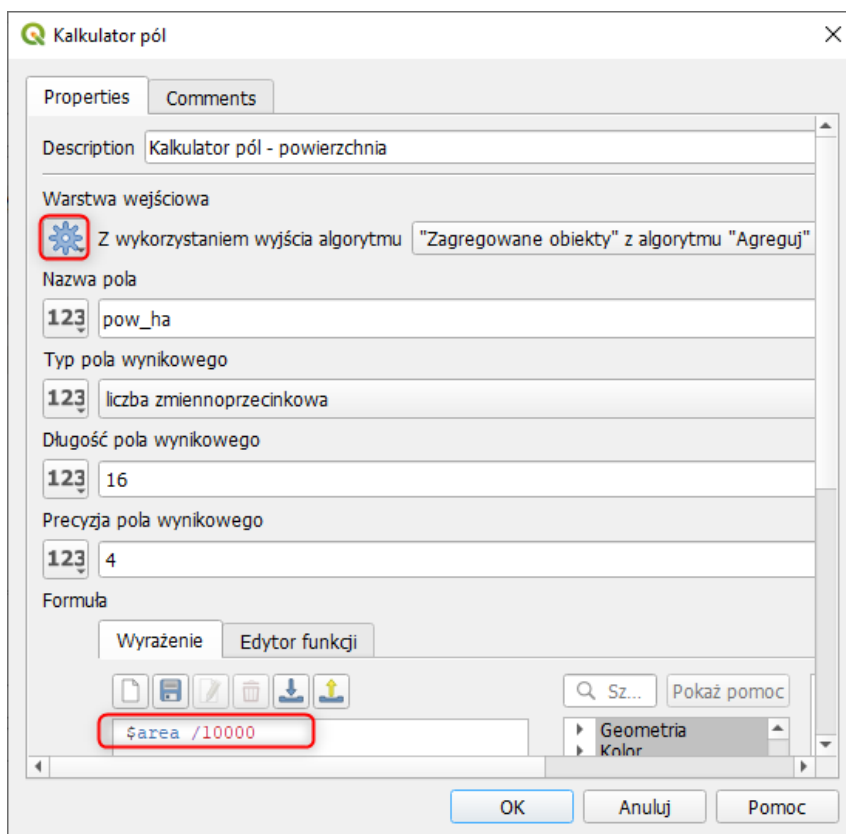 Kalkulator pól
Properties Comments
Description Kalkulator pól - powierzchnia
Warstwa wejściowa
Z wykorzystaniem wyjścia algorytmu "Zagregowane obiekty" z algorytmu "Agreguj"
Nazwa pola
123 pow_ha
Typ pola wynikowego
123 liczba zmiennoprzecinkowa
Długość pola wynikowego
123 16
Precyzja pola wynikowego
123 4
Formuła
Wyrażenie Edytor funkcji
Sz... Pokaż pomoc
$area /10000
Geometria
Kolor
OK Anuluj Pomoc